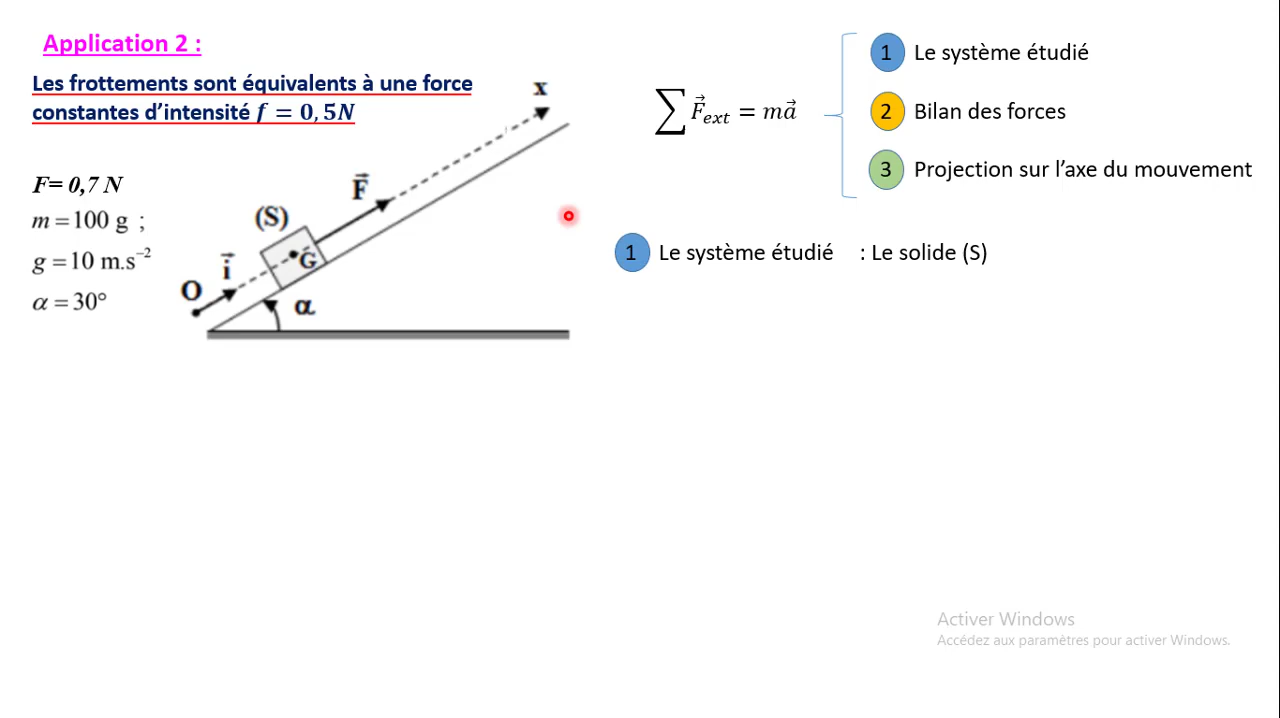 Application 2 :
Les frottements sont équivalents à une force
constantes d’intensité f = 0,5N
F= 0,7 N
m = 100 g ;
g = 10 m.s⁻²
α = 30°
x
F⃗
(S)
G
i⃗
O
α
∑ F⃗ₑₓₜ = ma⃗
1 Le système étudié
2 Bilan des forces
3 Projection sur l’axe du mouvement
1 Le système étudié : Le solide (S)
Activer Windows
Accédez aux paramètres pour activer Windows.